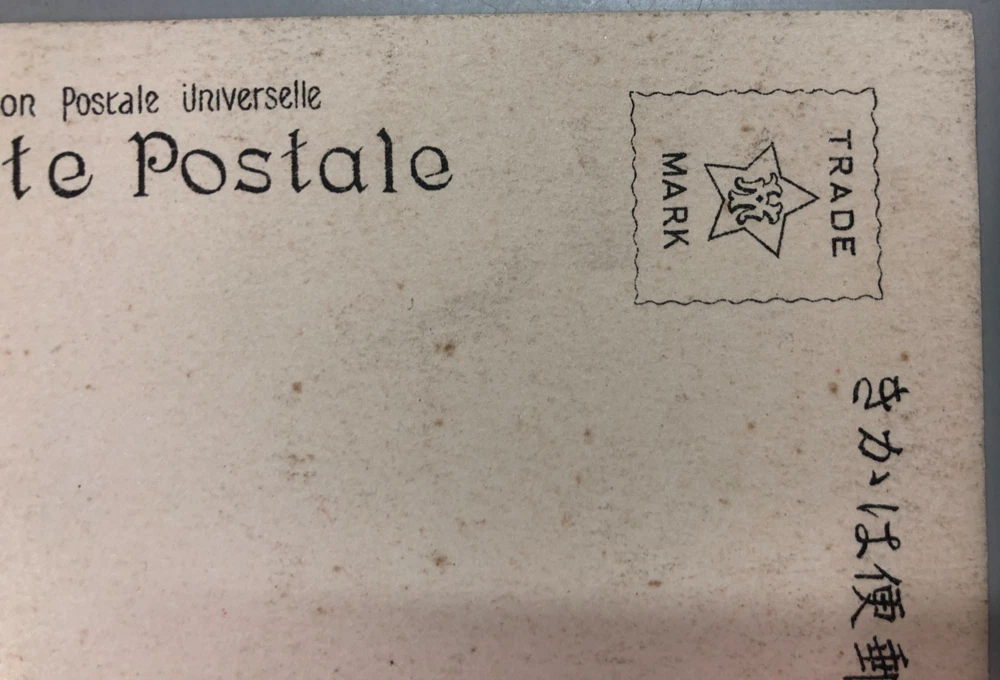 on Postale Universelle
te Postale
TRADE
MARK
きかは便郵